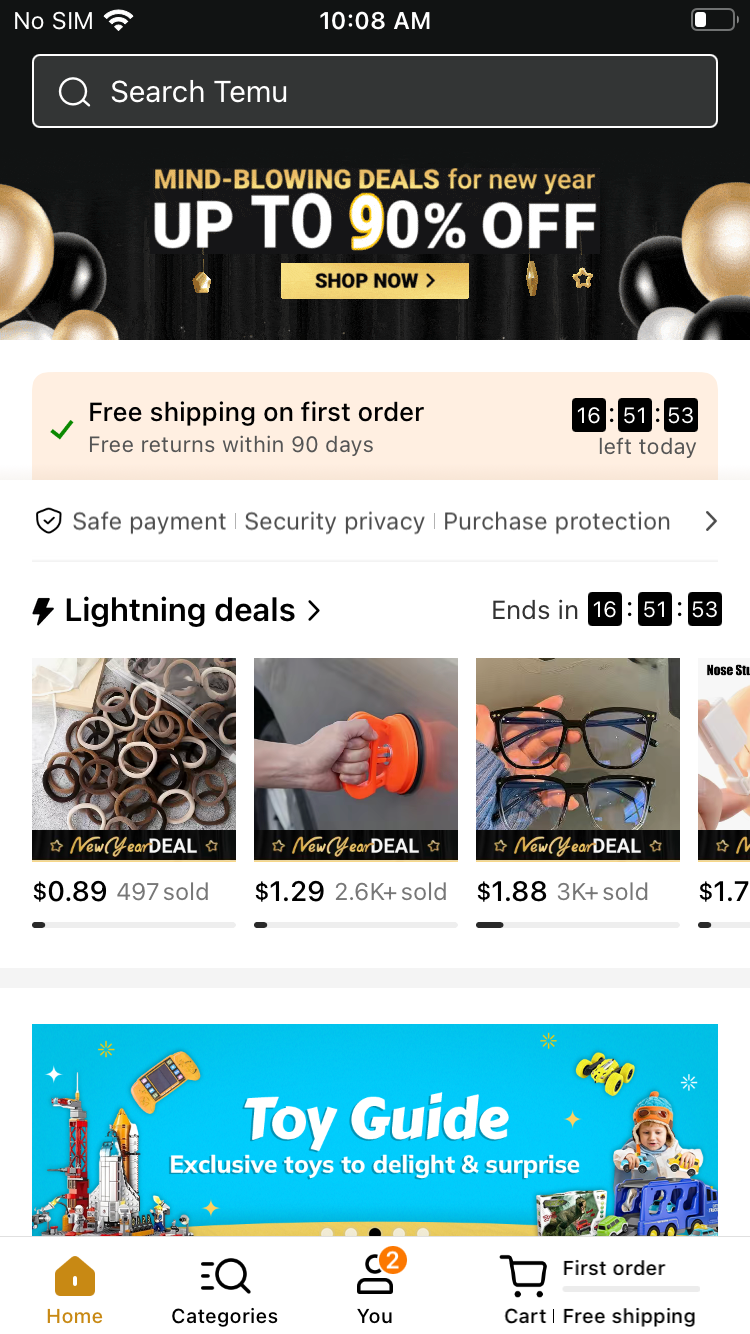 No SIM 10:08 AM
Search Temu
MIND-BLOWING DEALS for new year
UP TO 90% OFF
SHOP NOW >
Free shipping on first order 16:51:53
Free returns within 90 days left today
Safe payment | Security privacy | Purchase protection
Lightning deals Ends in 16:51:53
Nose Stu
New Year DEAL New Year DEAL New Year DEAL
$0.89 497 sold $1.29 2.6K+ sold $1.88 3K+ sold $1.7
Toy Guide
Exclusive toys to delight & surprise
2
First order
Home Categories You Cart | Free shipping